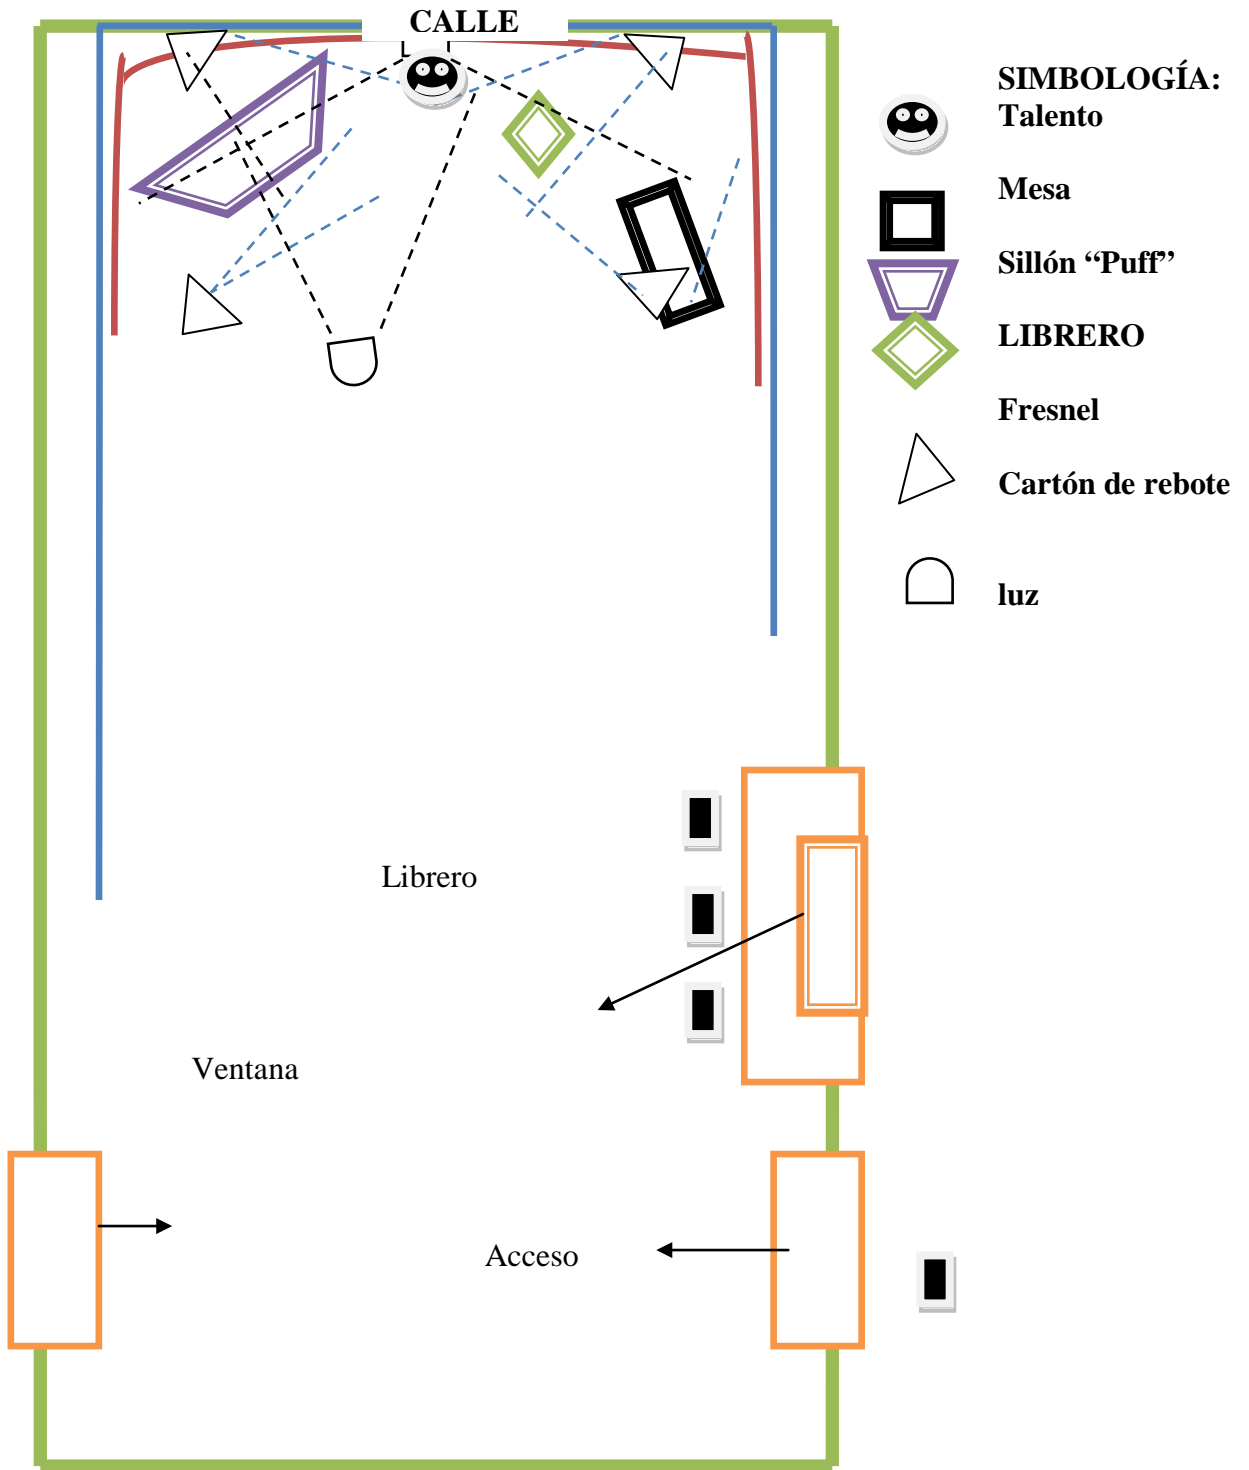 CALLE
SIMBOLOGÍA:
Talento
Mesa
Sillón “Puff”
LIBRERO
Fresnel
Cartón de rebote
luz
Librero
Ventana
Acceso